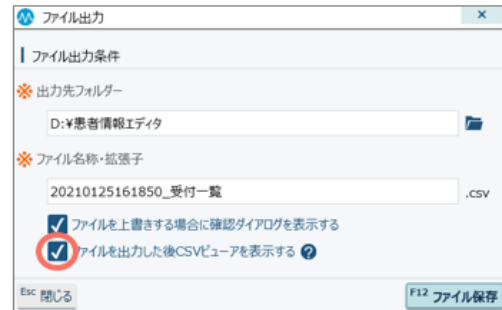 ファイル出力
×
ファイル出力条件
※ 出力先フォルダー
D:¥患者情報エディタ
※ ファイル名称・拡張子
20210125161850_受付一覧 .csv
ファイルを上書きする場合に確認ダイアログを表示する
ファイルを出力した後CSVビューアを表示する ?
Esc 閉じる F12 ファイル保存